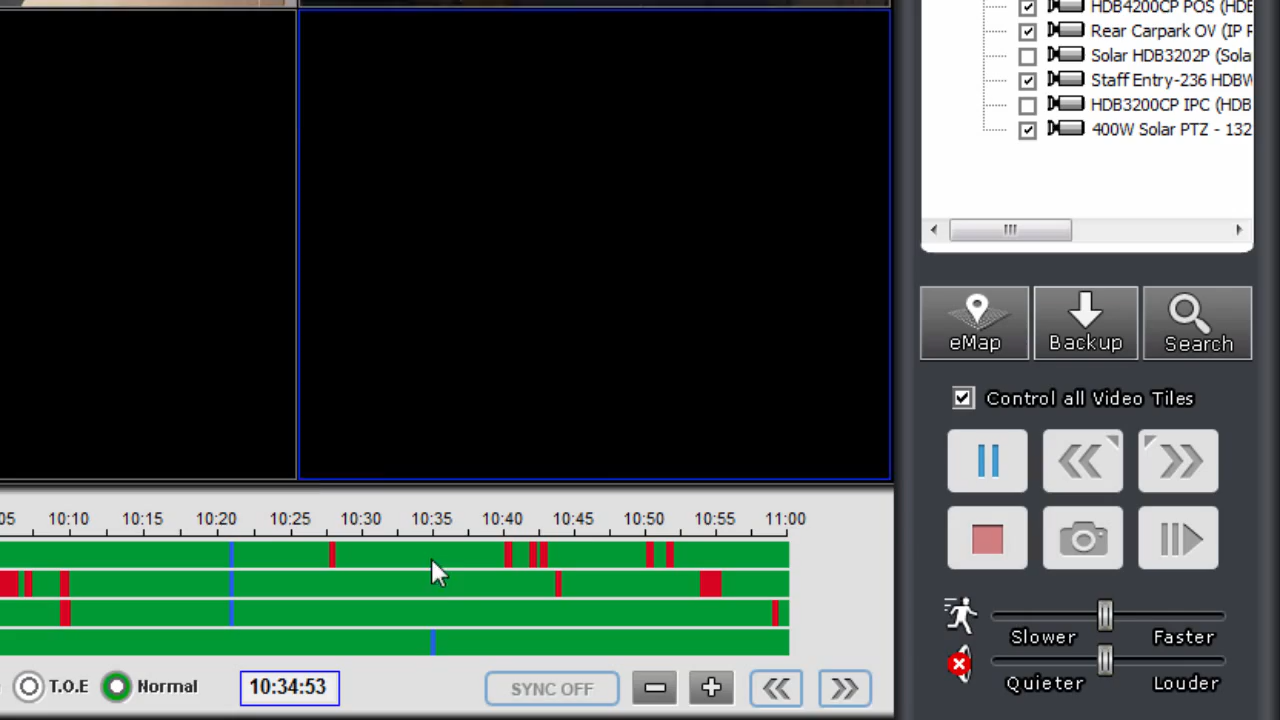 HDB4200CP POS (HDB
Rear Carpark OV (IP F
Solar HDB3202P (Sola
Staff Entry-236 HDBW
HDB3200CP IPC (HDB
400W Solar PTZ - 132
eMap Backup Search
Control all Video Tiles
05 10:10 10:15 10:20 10:25 10:30 10:35 10:40 10:45 10:50 10:55 11:00
Slower Faster
Quieter Louder
T.O.E Normal 10:34:53 SYNC OFF